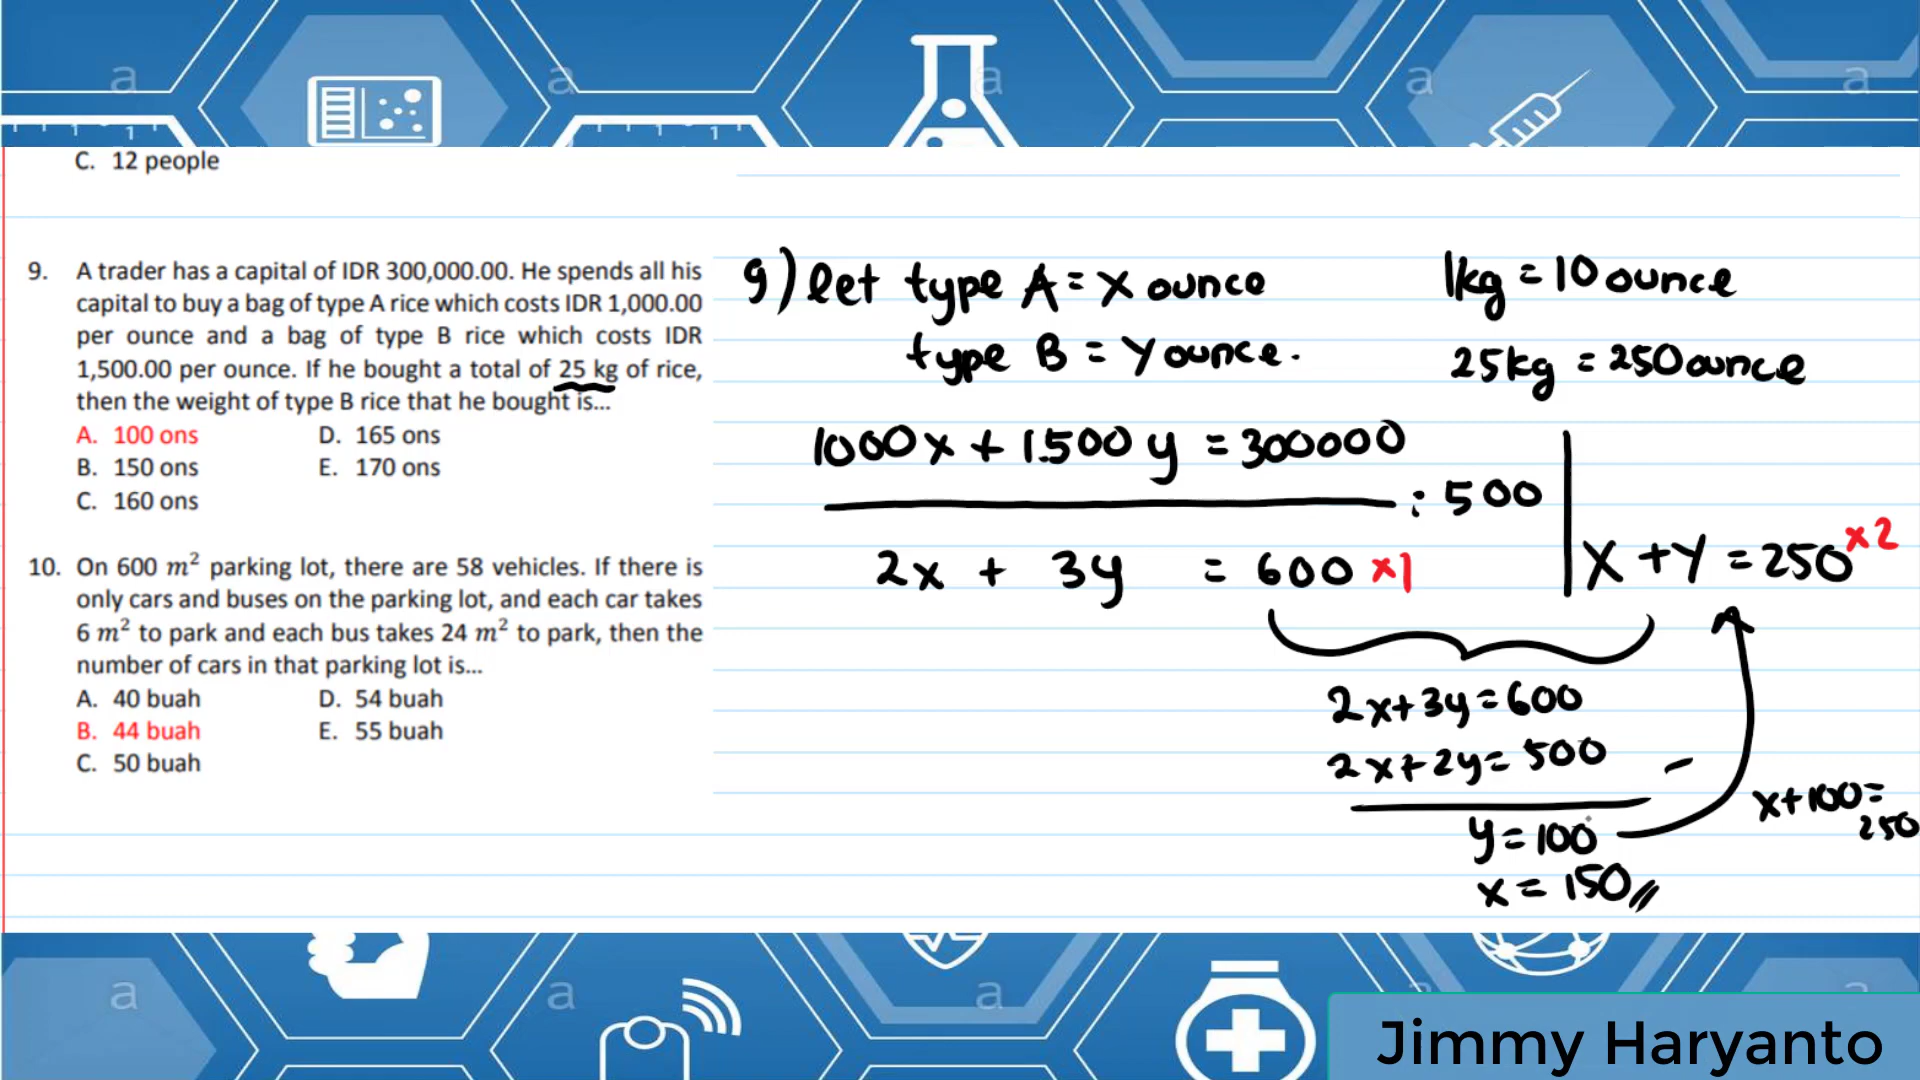 a a a a a
1 1
C. 12 people
9. A trader has a capital of IDR 300,000.00. He spends all his
capital to buy a bag of type A rice which costs IDR 1,000.00
per ounce and a bag of type B rice which costs IDR
1,500.00 per ounce. If he bought a total of 25 kg of rice,
then the weight of type B rice that he bought is...
A. 100 ons D. 165 ons
B. 150 ons E. 170 ons
C. 160 ons
10. On 600 m² parking lot, there are 58 vehicles. If there is
only cars and buses on the parking lot, and each car takes
6 m² to park and each bus takes 24 m² to park, then the
number of cars in that parking lot is...
A. 40 buah D. 54 buah
B. 44 buah E. 55 buah
C. 50 buah
9) let type A = x ounce
type B = y ounce.
1kg = 10 ounce
25kg = 250 ounce
1000x + 1.500y = 300000
: 500
2x + 3y = 600 x1
x + y = 250 x2
2x+3y=600
2x+2y=500 -
y=100
x=150
x+100=
250
a a a a a
Jimmy Haryanto